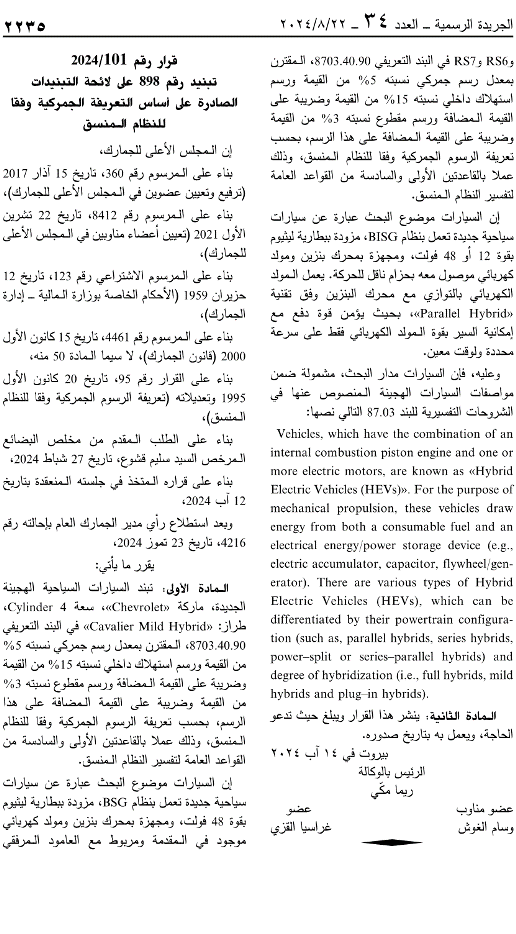 الجريدة الرسمية ــ العدد ٣٤ ــ ٢٠٢٤/٨/٢٢
٢٢٣٥
وRS6 وRS7 في البند التعريفي 8703.40.90، المقترن
بمعدل رسم جمركي نسبته 5% من القيمة ورسم
استهلاك داخلي نسبته 15% من القيمة وضريبة على
القيمة المضافة ورسم مقطوع نسبته 3% من القيمة
وضريبة على القيمة المضافة على هذا الرسم، بحسب
تعريفة الرسوم الجمركية وفقا للنظام المنسق، وذلك
عملا بالقاعدتين الأولى والسادسة من القواعد العامة
لتفسير النظام المنسق.
إن السيارات موضوع البحث عبارة عن سيارات
سياحية جديدة تعمل بنظام BISG، مزودة ببطارية ليثيوم
بقوة 12 أو 48 فولت، ومجهزة بمحرك بنزين ومولد
كهربائي موصول معه بحزام ناقل للحركة. يعمل المولد
الكهربائي بالتوازي مع محرك البنزين وفق تقنية
«Parallel Hybrid»، بحيث يؤمن قوة دفع مع
إمكانية السير بقوة المولد الكهربائي فقط على سرعة
محددة ولوقت معين.
وعليه، فإن السيارات مدار البحث، مشمولة ضمن
مواصفات السيارات الهجينة المنصوص عنها في
الشروحات التفسيرية للبند 87.03 التالي نصها:
Vehicles, which have the combination of an
internal combustion piston engine and one or
more electric motors, are known as «Hybrid
Electric Vehicles (HEVs)». For the purpose of
mechanical propulsion, these vehicles draw
energy from both a consumable fuel and an
electrical energy/power storage device (e.g.,
electric accumulator, capacitor, flywheel/gen-
erator). There are various types of Hybrid
Electric Vehicles (HEVs), which can be
differentiated by their powertrain configura-
tion (such as, parallel hybrids, series hybrids,
power–split or series–parallel hybrids) and
degree of hybridization (i.e., full hybrids, mild
hybrids and plug–in hybrids).
المادة الثانية: ينشر هذا القرار ويبلغ حيث تدعو
الحاجة، ويعمل به بتاريخ صدوره.
بيروت في ١٤ آب ٢٠٢٤
الرئيس بالوكالة
ريما مكّي
عضو مناوب عضو
وسام الغوش غراسيا القزي
قرار رقم 2024/101
تبنيد رقم 898 على لائحة التبنيدات
الصادرة على أساس التعريفة الجمركية وفقا
للنظام المنسق
إن المجلس الأعلى للجمارك،
بناء على المرسوم رقم 360، تاريخ 15 آذار 2017
(ترفيع وتعيين عضوين في المجلس الأعلى للجمارك)،
بناء على المرسوم رقم 8412، تاريخ 22 تشرين
الأول 2021 (تعيين أعضاء مناوبين في المجلس الأعلى
للجمارك)،
بناء على المرسوم الاشتراعي رقم 123، تاريخ 12
حزيران 1959 (الأحكام الخاصة بوزارة المالية ــ إدارة
الجمارك)،
بناء على المرسوم رقم 4461، تاريخ 15 كانون الأول
2000 (قانون الجمارك)، لا سيما المادة 50 منه،
بناء على القرار رقم 95، تاريخ 20 كانون الأول
1995 وتعديلاته (تعريفة الرسوم الجمركية وفقا للنظام
المنسق)،
بناء على الطلب المقدم من مخلص البضائع
المرخص السيد سليم قشوع، تاريخ 27 شباط 2024،
بناء على قراره المتخذ في جلسته المنعقدة بتاريخ
12 آب 2024،
وبعد استطلاع رأي مدير الجمارك العام بإحالته رقم
4216، تاريخ 23 تموز 2024،
يقرر ما يأتي:
المادة الأولى: تبند السيارات السياحية الهجينة
الجديدة، ماركة «Chevrolet»، سعة 4 Cylinder،
طراز: «Cavalier Mild Hybrid» في البند التعريفي
8703.40.90، المقترن بمعدل رسم جمركي نسبته 5%
من القيمة ورسم استهلاك داخلي نسبته 15% من القيمة
وضريبة على القيمة المضافة ورسم مقطوع نسبته 3%
من القيمة وضريبة على القيمة المضافة على هذا
الرسم، بحسب تعريفة الرسوم الجمركية وفقا للنظام
المنسق، وذلك عملا بالقاعدتين الأولى والسادسة من
القواعد العامة لتفسير النظام المنسق.
إن السيارات موضوع البحث عبارة عن سيارات
سياحية جديدة تعمل بنظام BSG، مزودة ببطارية ليثيوم
بقوة 48 فولت، ومجهزة بمحرك بنزين ومولد كهربائي
موجود في المقدمة ومربوط مع العامود المرفقي